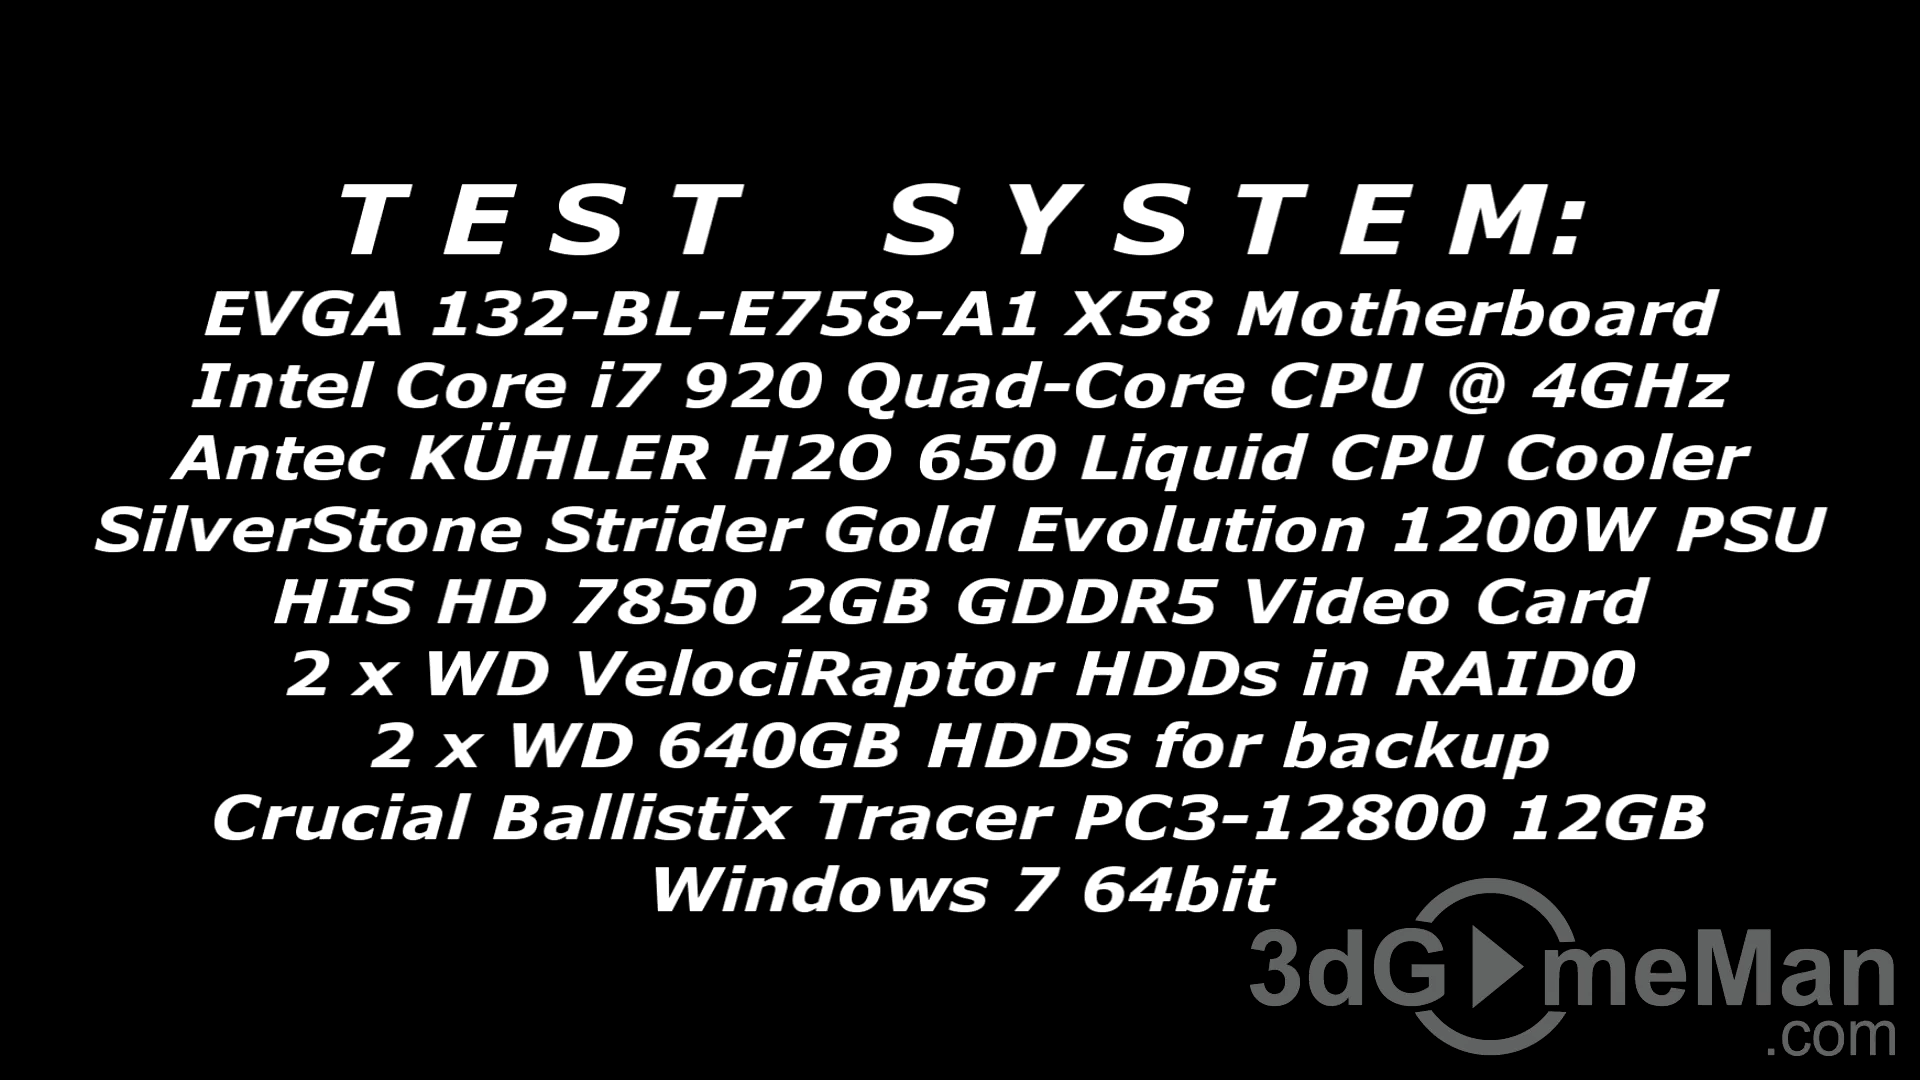 TEST SYSTEM:
EVGA 132-BL-E758-A1 X58 Motherboard
Intel Core i7 920 Quad-Core CPU @ 4GHz
Antec KÜHLER H2O 650 Liquid CPU Cooler
SilverStone Strider Gold Evolution 1200W PSU
HIS HD 7850 2GB GDDR5 Video Card
2 x WD VelociRaptor HDDs in RAID0
2 x WD 640GB HDDs for backup
Crucial Ballistix Tracer PC3-12800 12GB
Windows 7 64bit
3dGameMan
.com